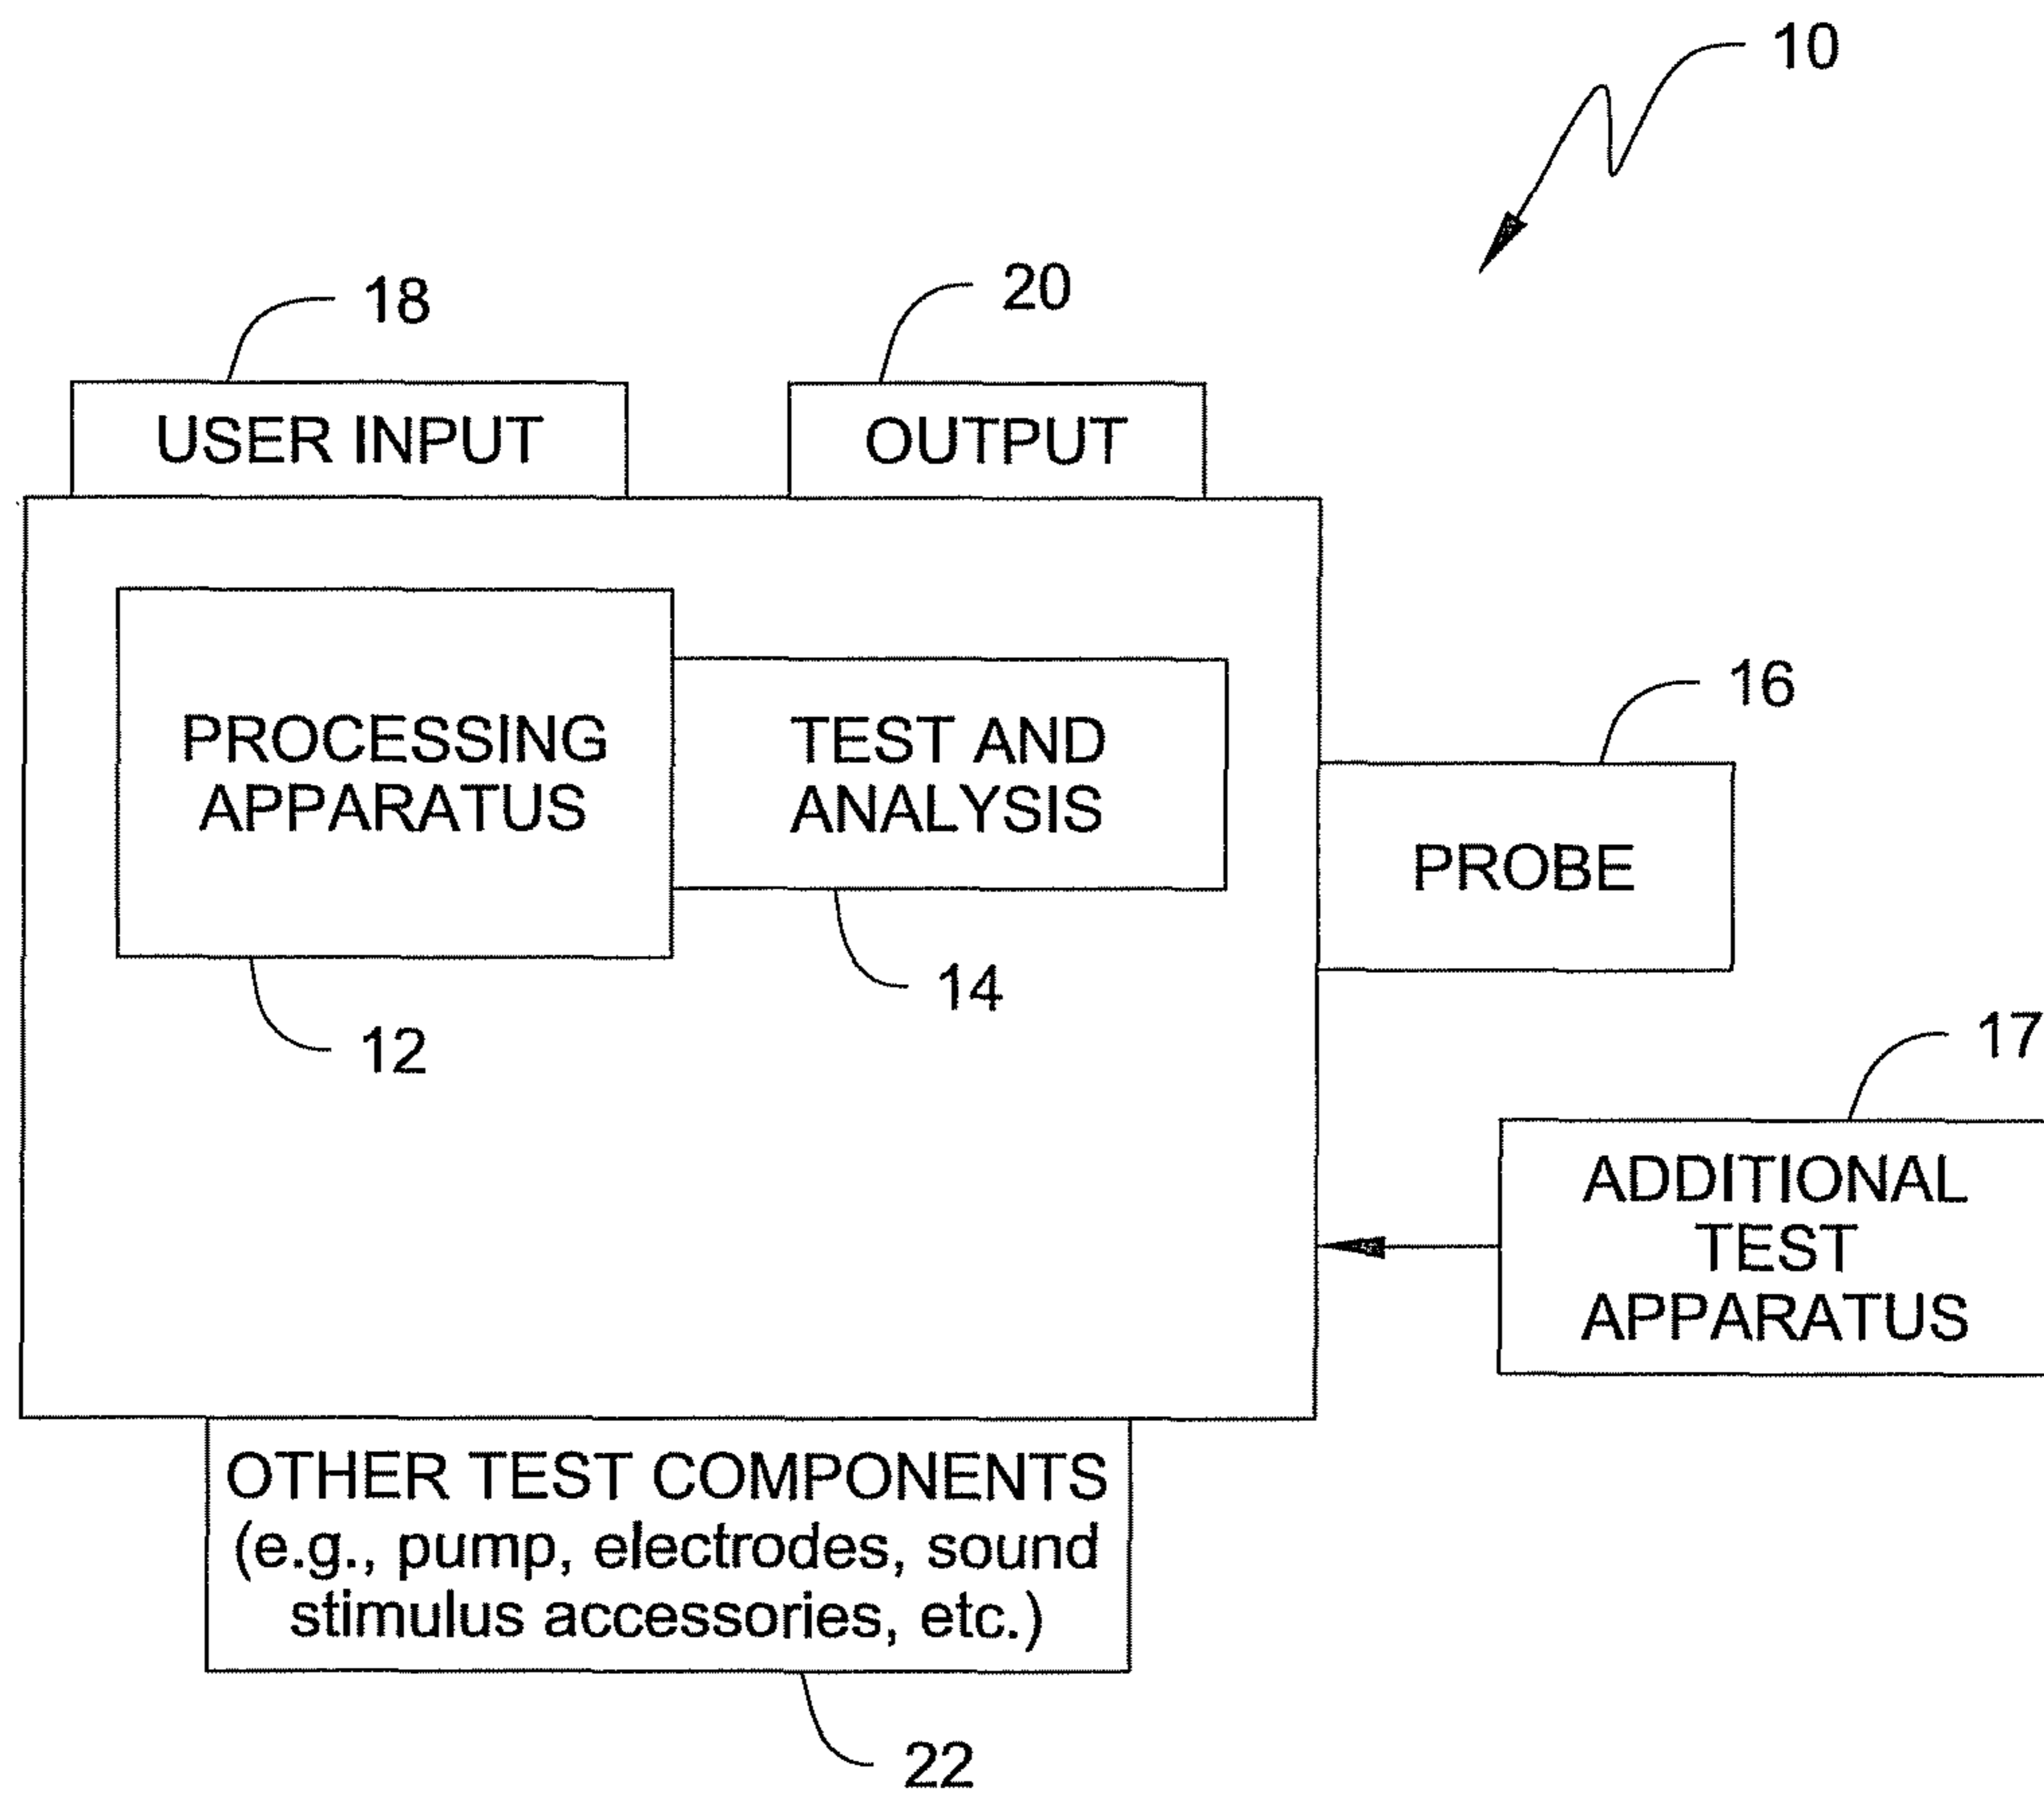 10
18
20
USER INPUT
OUTPUT
16
PROCESSING
APPARATUS
TEST AND
ANALYSIS
PROBE
14
12
17
ADDITIONAL
TEST
APPARATUS
OTHER TEST COMPONENTS
(e.g., pump, electrodes, sound
stimulus accessories, etc.)
22